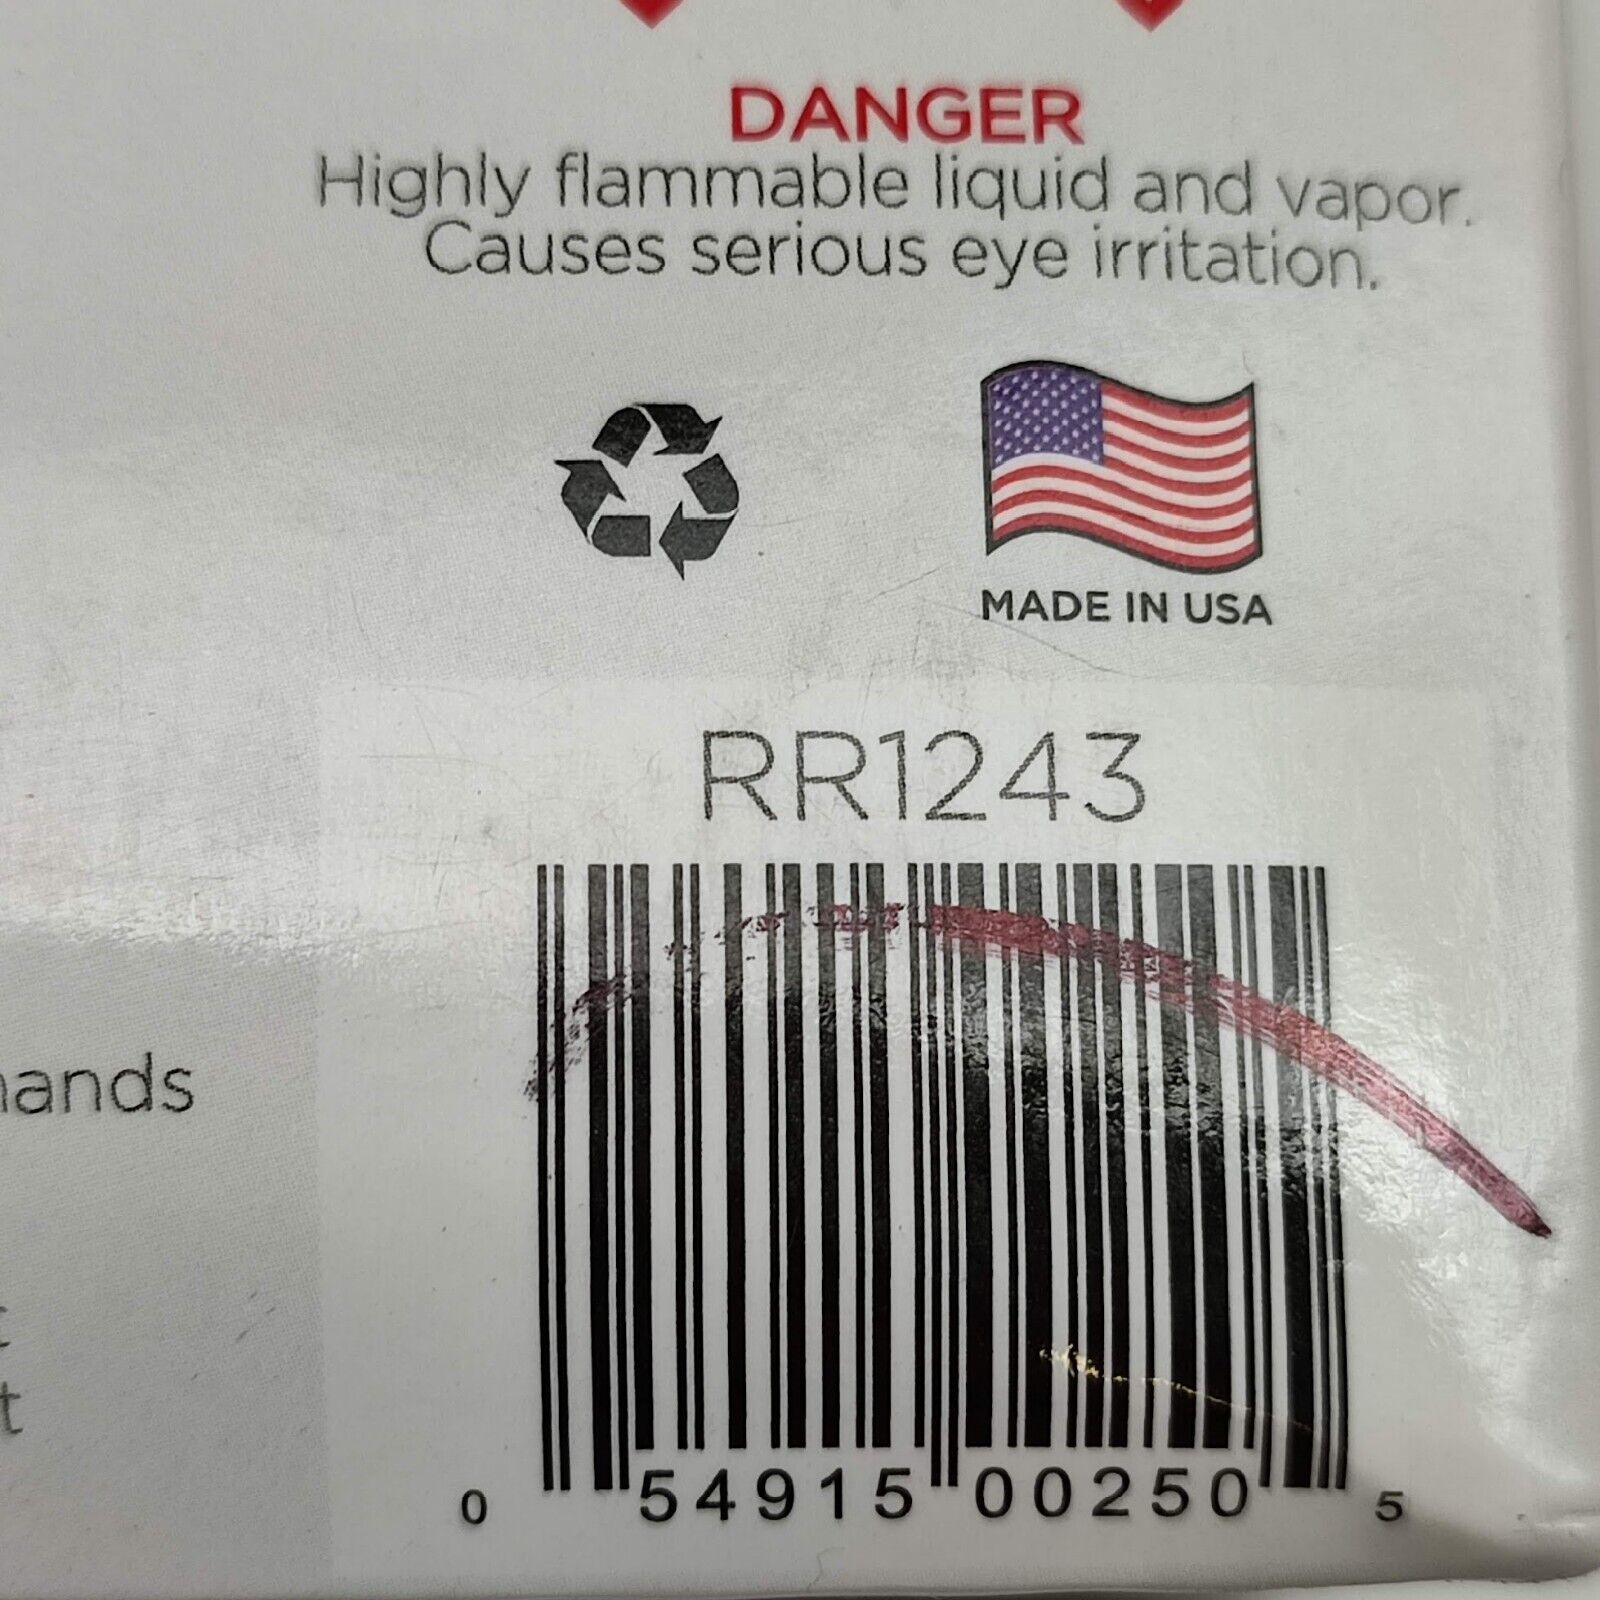 DANGER
Highly flammable liquid and vapor.
Causes serious eye irritation.
MADE IN USA
RR1243
hands
t
0 54915 00250 5